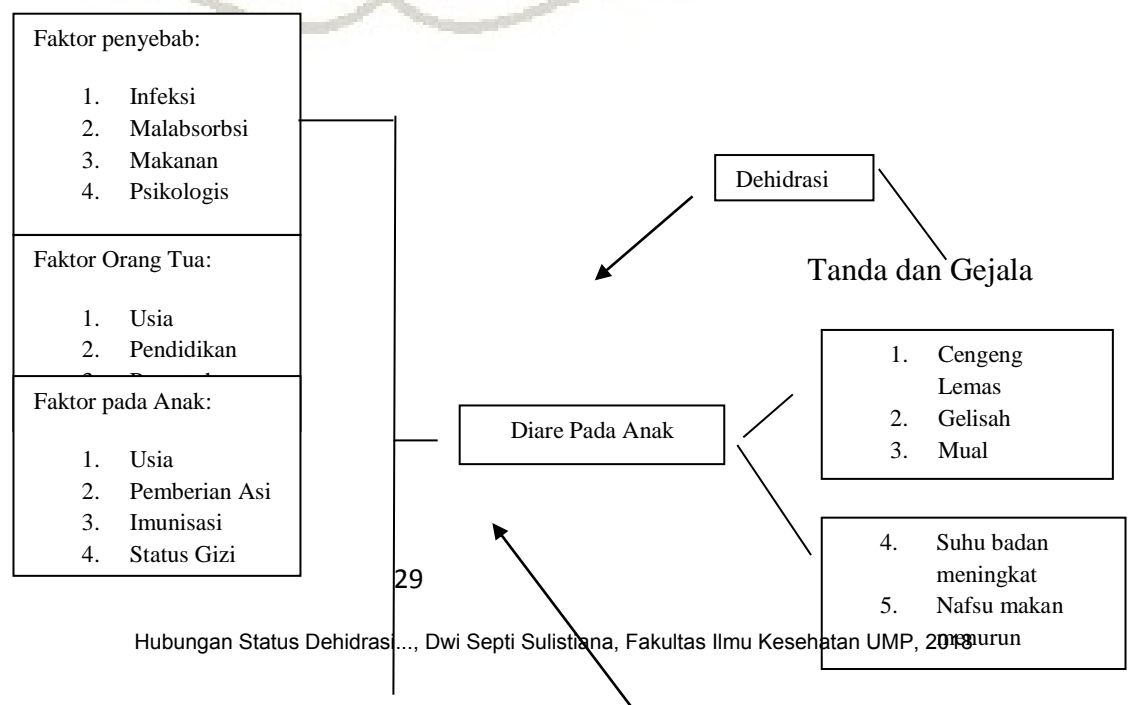 Faktor penyebab:
1. Infeksi
2. Malabsorbsi
3. Makanan
4. Psikologis
Faktor Orang Tua:
1. Usia
2. Pendidikan
Faktor pada Anak:
1. Usia
2. Pemberian Asi
3. Imunisasi
4. Status Gizi
Dehidrasi
Tanda dan Gejala
Diare Pada Anak
1. Cengeng
Lemas
2. Gelisah
3. Mual
4. Suhu badan
meningkat
5. Nafsu makan
menurun
29
Hubungan Status Dehidrasi..., Dwi Septi Sulistiana, Fakultas Ilmu Kesehatan UMP, 2018